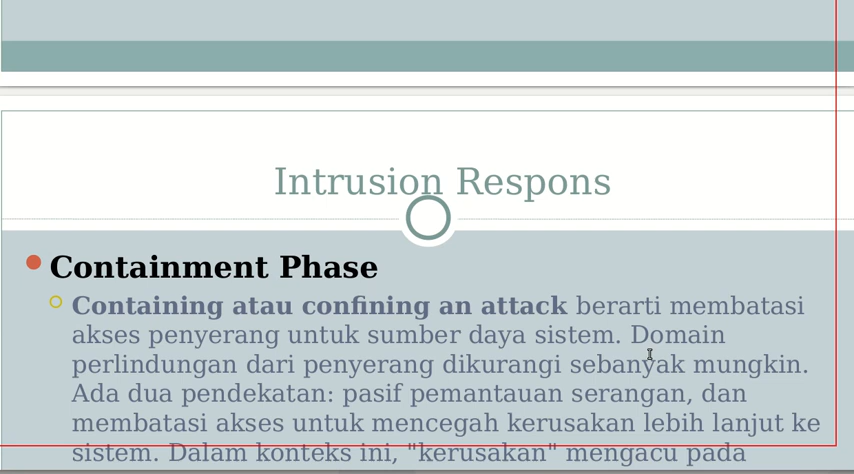 Intrusion Respons
Containment Phase
Containing atau confining an attack berarti membatasi
akses penyerang untuk sumber daya sistem. Domain
perlindungan dari penyerang dikurangi sebanyak mungkin.
Ada dua pendekatan: pasif pemantauan serangan, dan
membatasi akses untuk mencegah kerusakan lebih lanjut ke
sistem. Dalam konteks ini, "kerusakan" mengacu pada